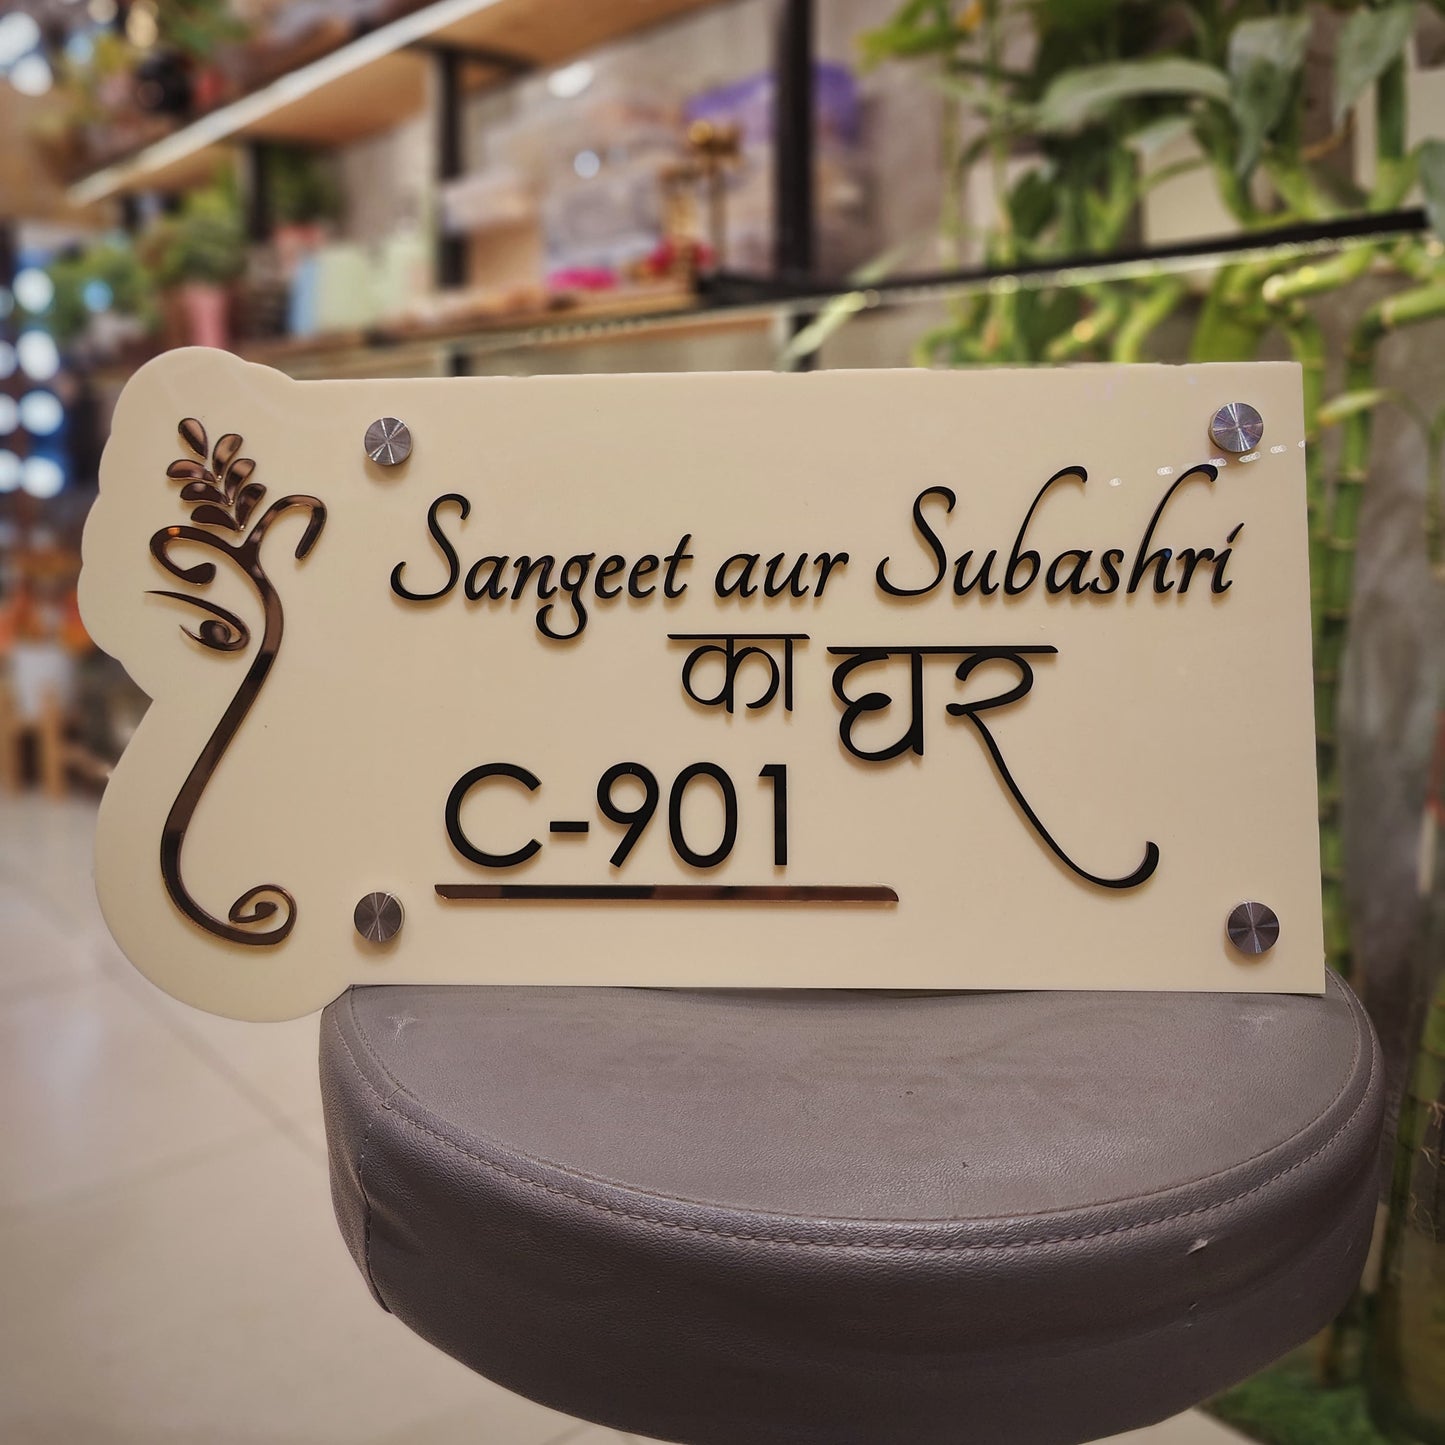 Sangeet aur Subashri
का घर
C-901